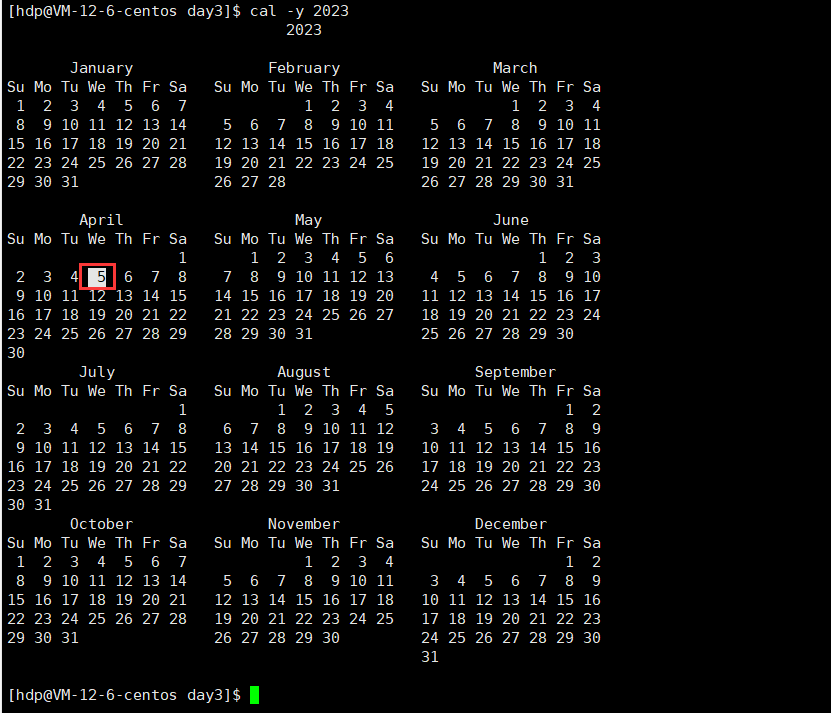 [hdp@VM-12-6-centos day3]$ cal -y 2023
                               2023

       January               February                 March
Su Mo Tu We Th Fr Sa   Su Mo Tu We Th Fr Sa   Su Mo Tu We Th Fr Sa
 1  2  3  4  5  6  7             1  2  3  4             1  2  3  4
 8  9 10 11 12 13 14    5  6  7  8  9 10 11    5  6  7  8  9 10 11
15 16 17 18 19 20 21   12 13 14 15 16 17 18   12 13 14 15 16 17 18
22 23 24 25 26 27 28   19 20 21 22 23 24 25   19 20 21 22 23 24 25
29 30 31               26 27 28               26 27 28 29 30 31

        April                   May                   June
Su Mo Tu We Th Fr Sa   Su Mo Tu We Th Fr Sa   Su Mo Tu We Th Fr Sa
                   1       1  2  3  4  5  6                1  2  3
 2  3  4  5  6  7  8    7  8  9 10 11 12 13    4  5  6  7  8  9 10
 9 10 11 12 13 14 15   14 15 16 17 18 19 20   11 12 13 14 15 16 17
16 17 18 19 20 21 22   21 22 23 24 25 26 27   18 19 20 21 22 23 24
23 24 25 26 27 28 29   28 29 30 31            25 26 27 28 29 30
30
        July                  August                September
Su Mo Tu We Th Fr Sa   Su Mo Tu We Th Fr Sa   Su Mo Tu We Th Fr Sa
                   1          1  2  3  4  5                   1  2
 2  3  4  5  6  7  8    6  7  8  9 10 11 12    3  4  5  6  7  8  9
 9 10 11 12 13 14 15   13 14 15 16 17 18 19   10 11 12 13 14 15 16
16 17 18 19 20 21 22   20 21 22 23 24 25 26   17 18 19 20 21 22 23
23 24 25 26 27 28 29   27 28 29 30 31         24 25 26 27 28 29 30
30 31
       October               November               December
Su Mo Tu We Th Fr Sa   Su Mo Tu We Th Fr Sa   Su Mo Tu We Th Fr Sa
 1  2  3  4  5  6  7             1  2  3  4                   1  2
 8  9 10 11 12 13 14    5  6  7  8  9 10 11    3  4  5  6  7  8  9
15 16 17 18 19 20 21   12 13 14 15 16 17 18   10 11 12 13 14 15 16
22 23 24 25 26 27 28   19 20 21 22 23 24 25   17 18 19 20 21 22 23
29 30 31               26 27 28 29 30         24 25 26 27 28 29 30
                                              31

[hdp@VM-12-6-centos day3]$